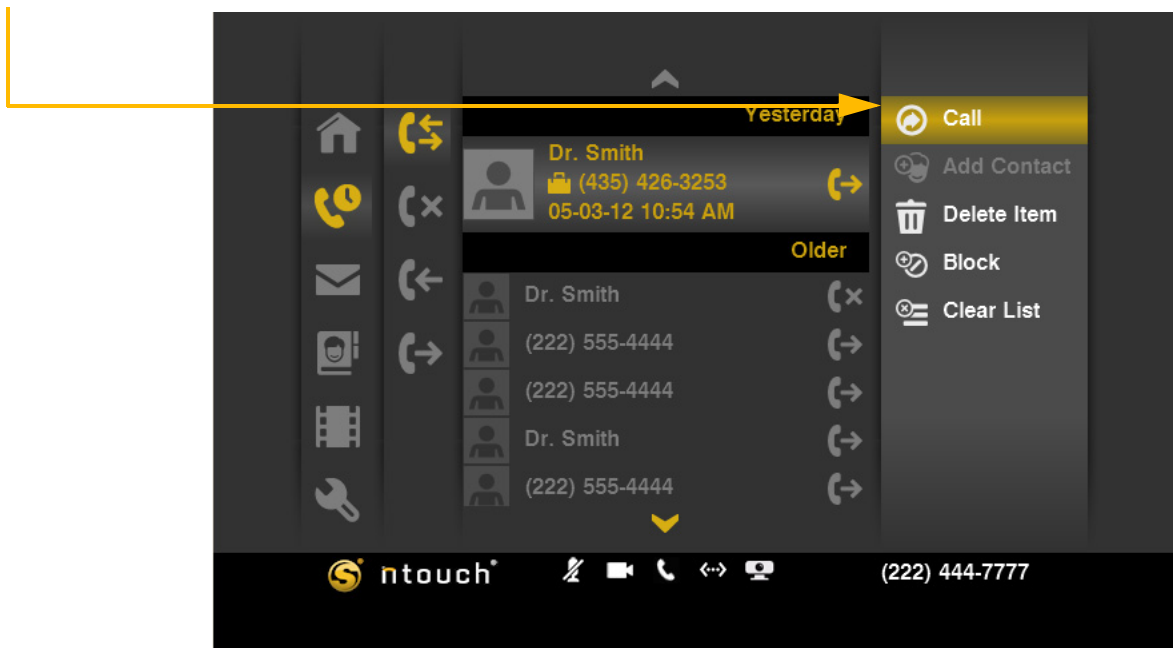 Yesterday
Dr. Smith
(435) 426-3253
05-03-12 10:54 AM
Older
Dr. Smith
(222) 555-4444
(222) 555-4444
Dr. Smith
(222) 555-4444
Call
Add Contact
Delete Item
Block
Clear List
ntouch
(222) 444-7777